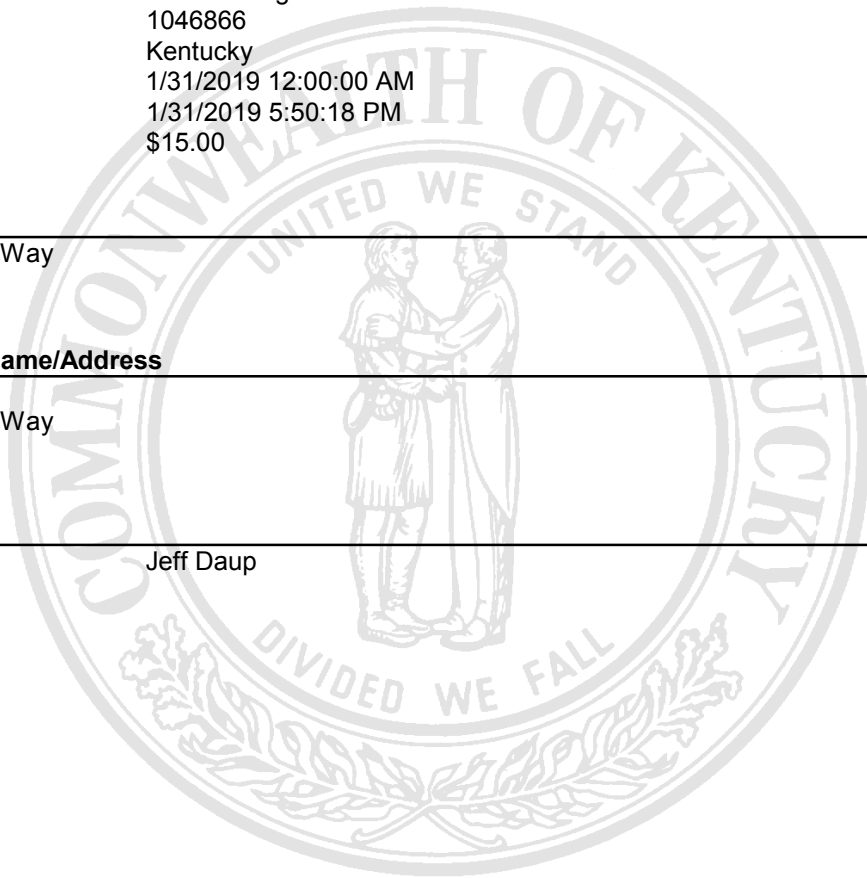 1046866
Kentucky
1/31/2019 12:00:00 AM
1/31/2019 5:50:18 PM
$15.00
Way
ame/Address
Way
Jeff Daup
COMMONWEALTH OF KENTUCKY
UNITED WE STAND
DIVIDED WE FALL